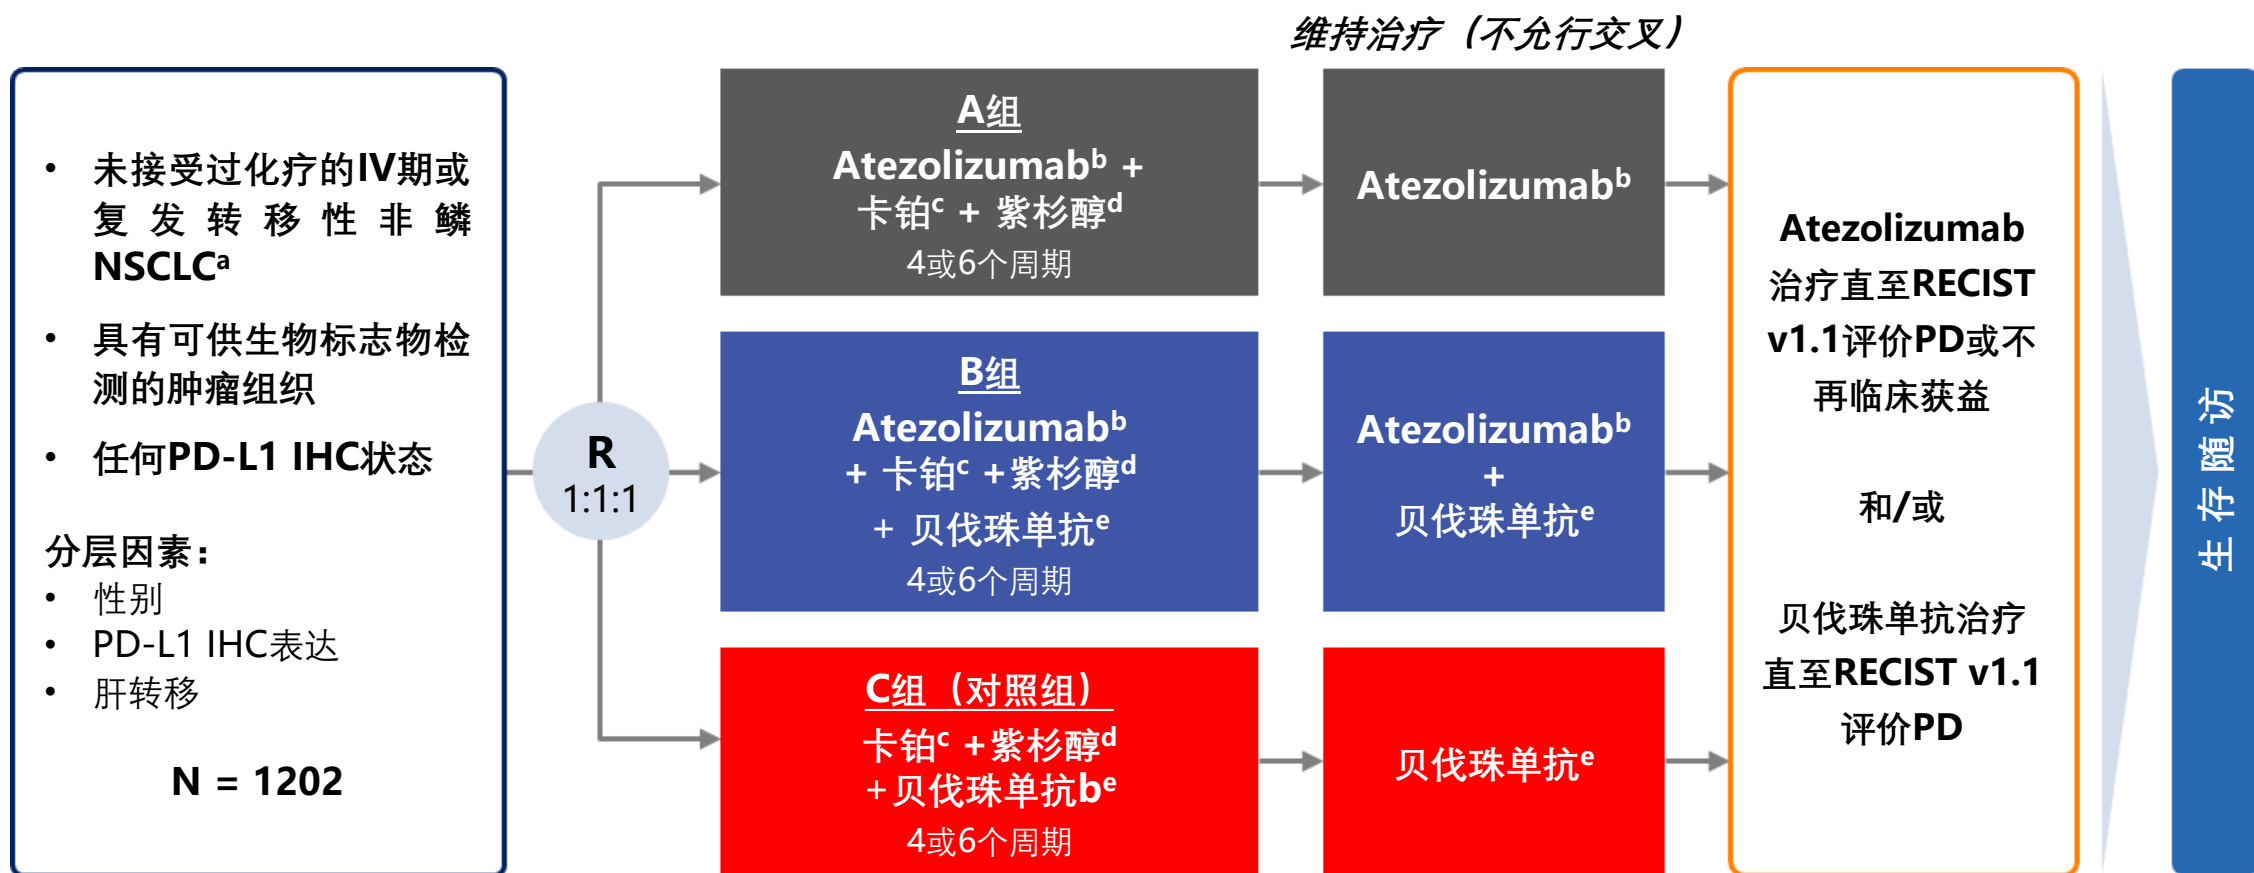 维持治疗（不允行交叉）
• 未接受过化疗的IV期或
复发转移性非鳞
NSCLCᵃ
• 具有可供生物标志物检
测的肿瘤组织
• 任何PD-L1 IHC状态
分层因素：
• 性别
• PD-L1 IHC表达
• 肝转移
N = 1202
R
1:1:1
A组
Atezolizumabᵇ +
卡铂ᶜ + 紫杉醇ᵈ
4或6个周期
Atezolizumabᵇ
B组
Atezolizumabᵇ
+ 卡铂ᶜ +紫杉醇ᵈ
+ 贝伐珠单抗ᵉ
4或6个周期
Atezolizumabᵇ
+
贝伐珠单抗ᵉ
C组（对照组）
卡铂ᶜ +紫杉醇ᵈ
+贝伐珠单抗bᵉ
4或6个周期
贝伐珠单抗ᵉ
Atezolizumab
治疗直至RECIST
v1.1评价PD或不
再临床获益
和/或
贝伐珠单抗治疗
直至RECIST v1.1
评价PD
生存随访